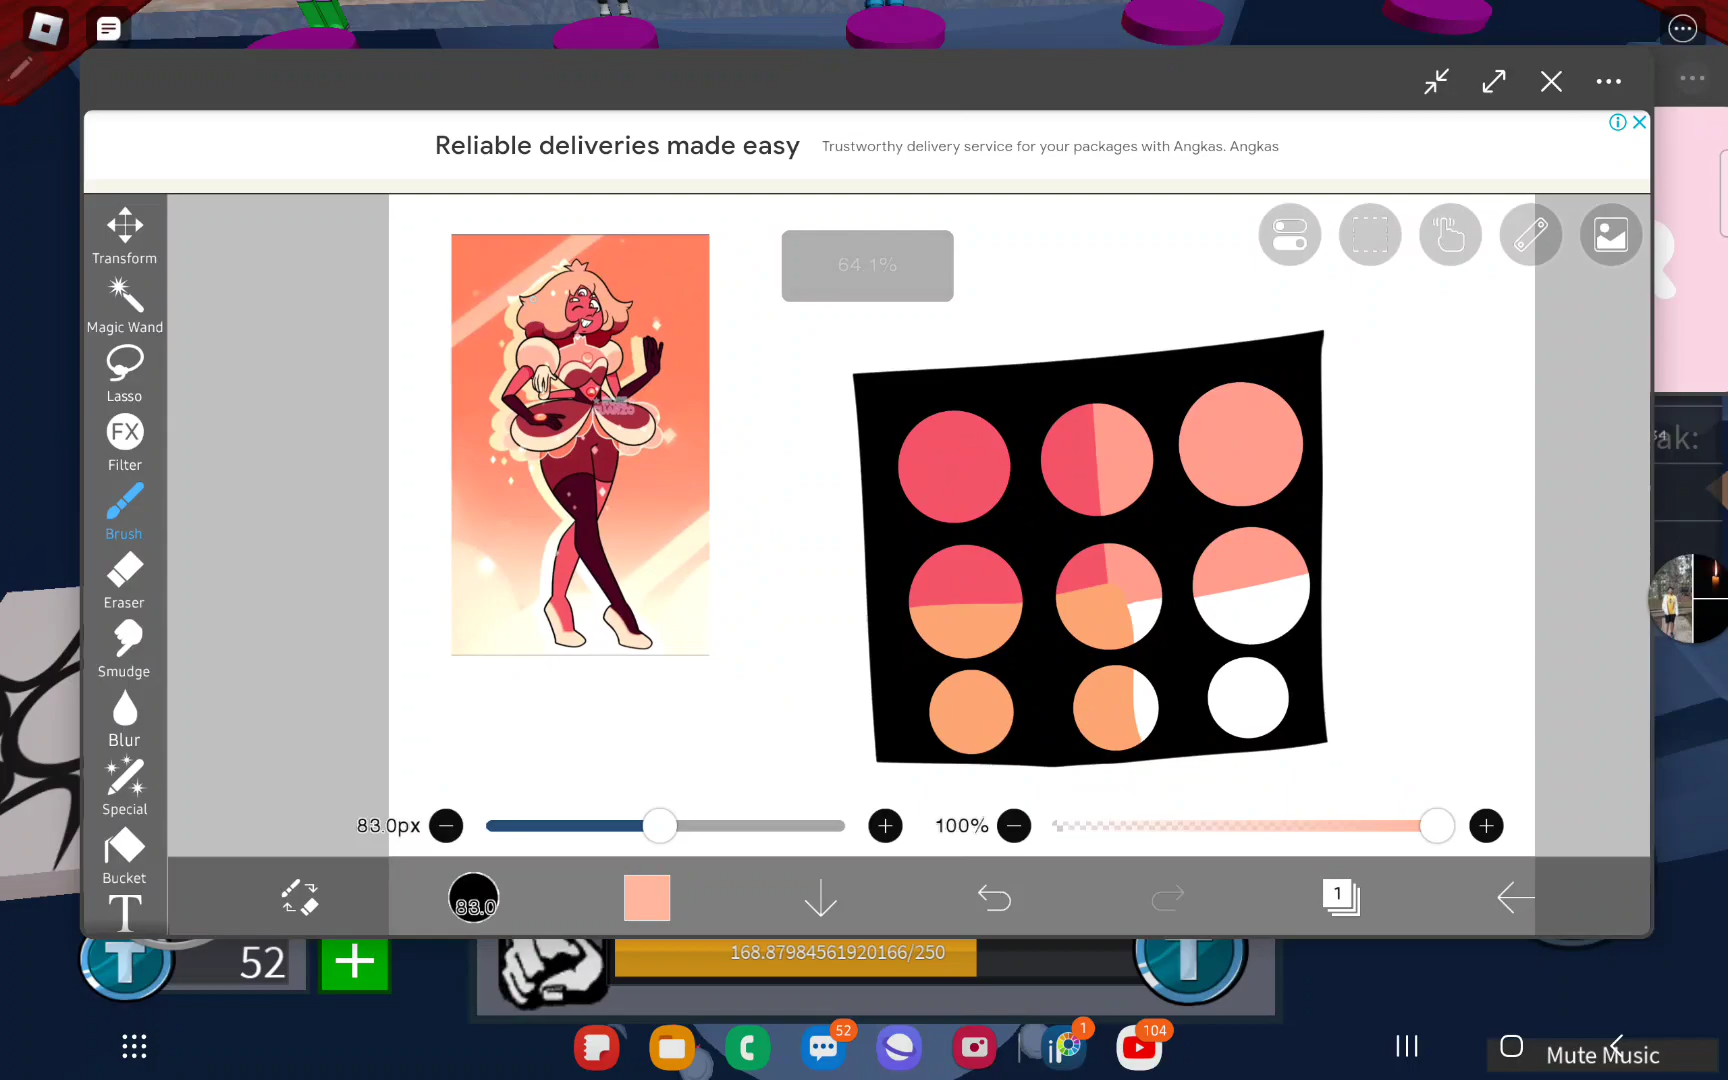 Reliable deliveries made easy
Trustworthy delivery service for your packages with Angkas. Angkas
Transform
Magic Wand
Lasso
FX
Filter
Brush
Eraser
Smudge
Blur
Special
Bucket
T
64.1%
ak:
83.0px
100%
83.0
1
T
52
168.87984561920166/250
T
52
1
104
Mute Music